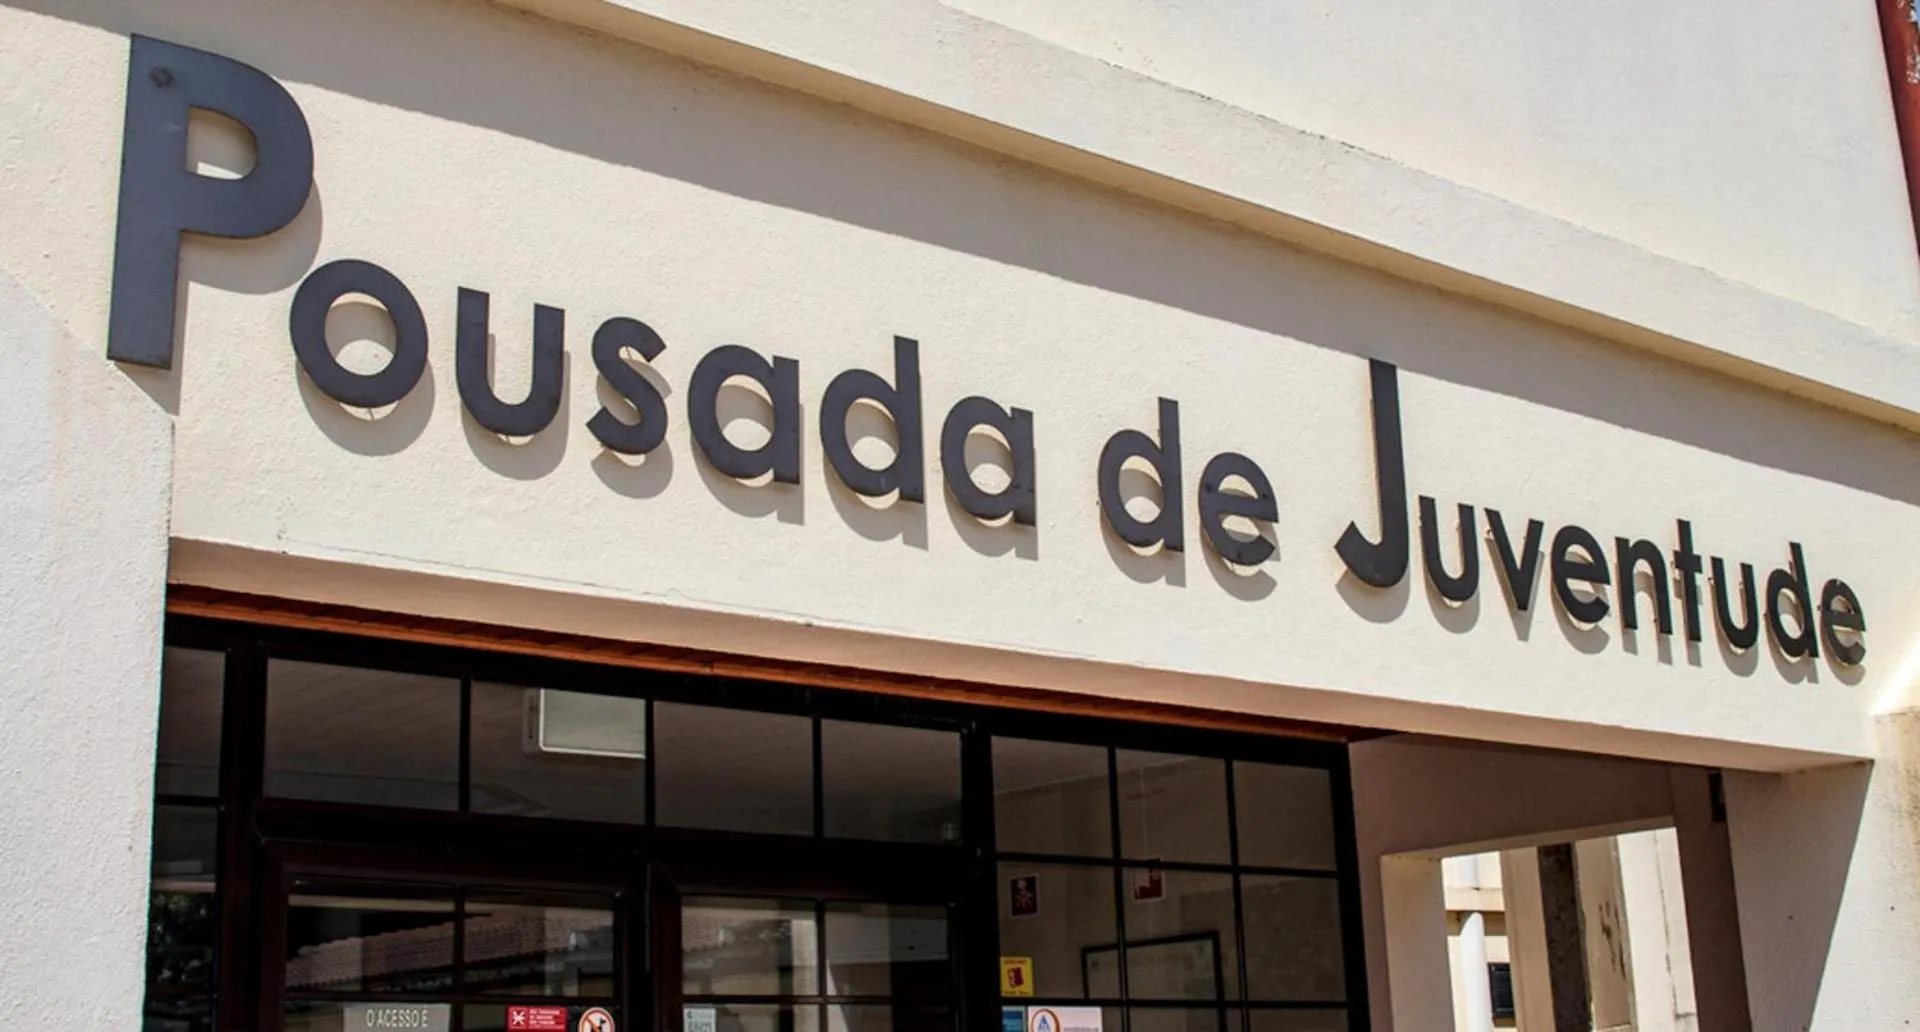 Pousada de Juventude
O ACESSO É